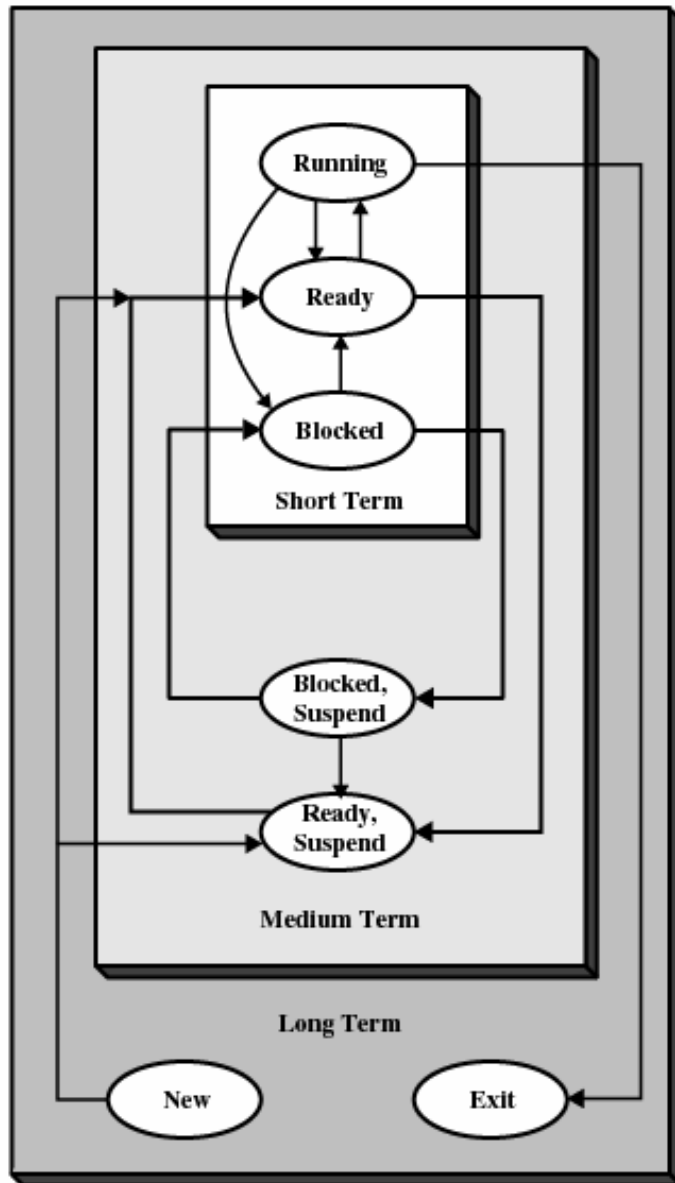 Running
Ready
Blocked
Short Term
Blocked,
Suspend
Ready,
Suspend
Medium Term
Long Term
New
Exit